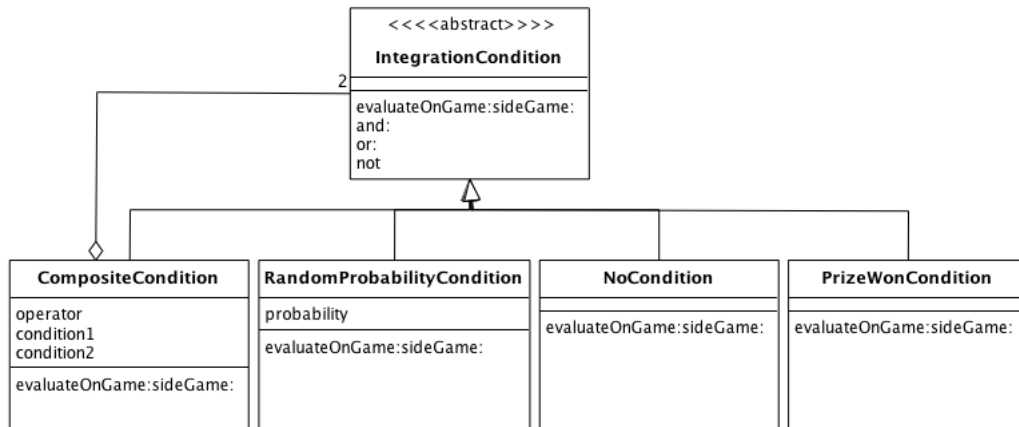 <<<<abstract>>>>
IntegrationCondition
2
evaluateOnGame:sideGame:
and:
or:
not
CompositeCondition
operator
condition1
condition2
evaluateOnGame:sideGame:
RandomProbabilityCondition
probability
evaluateOnGame:sideGame:
NoCondition
evaluateOnGame:sideGame:
PrizeWonCondition
evaluateOnGame:sideGame: